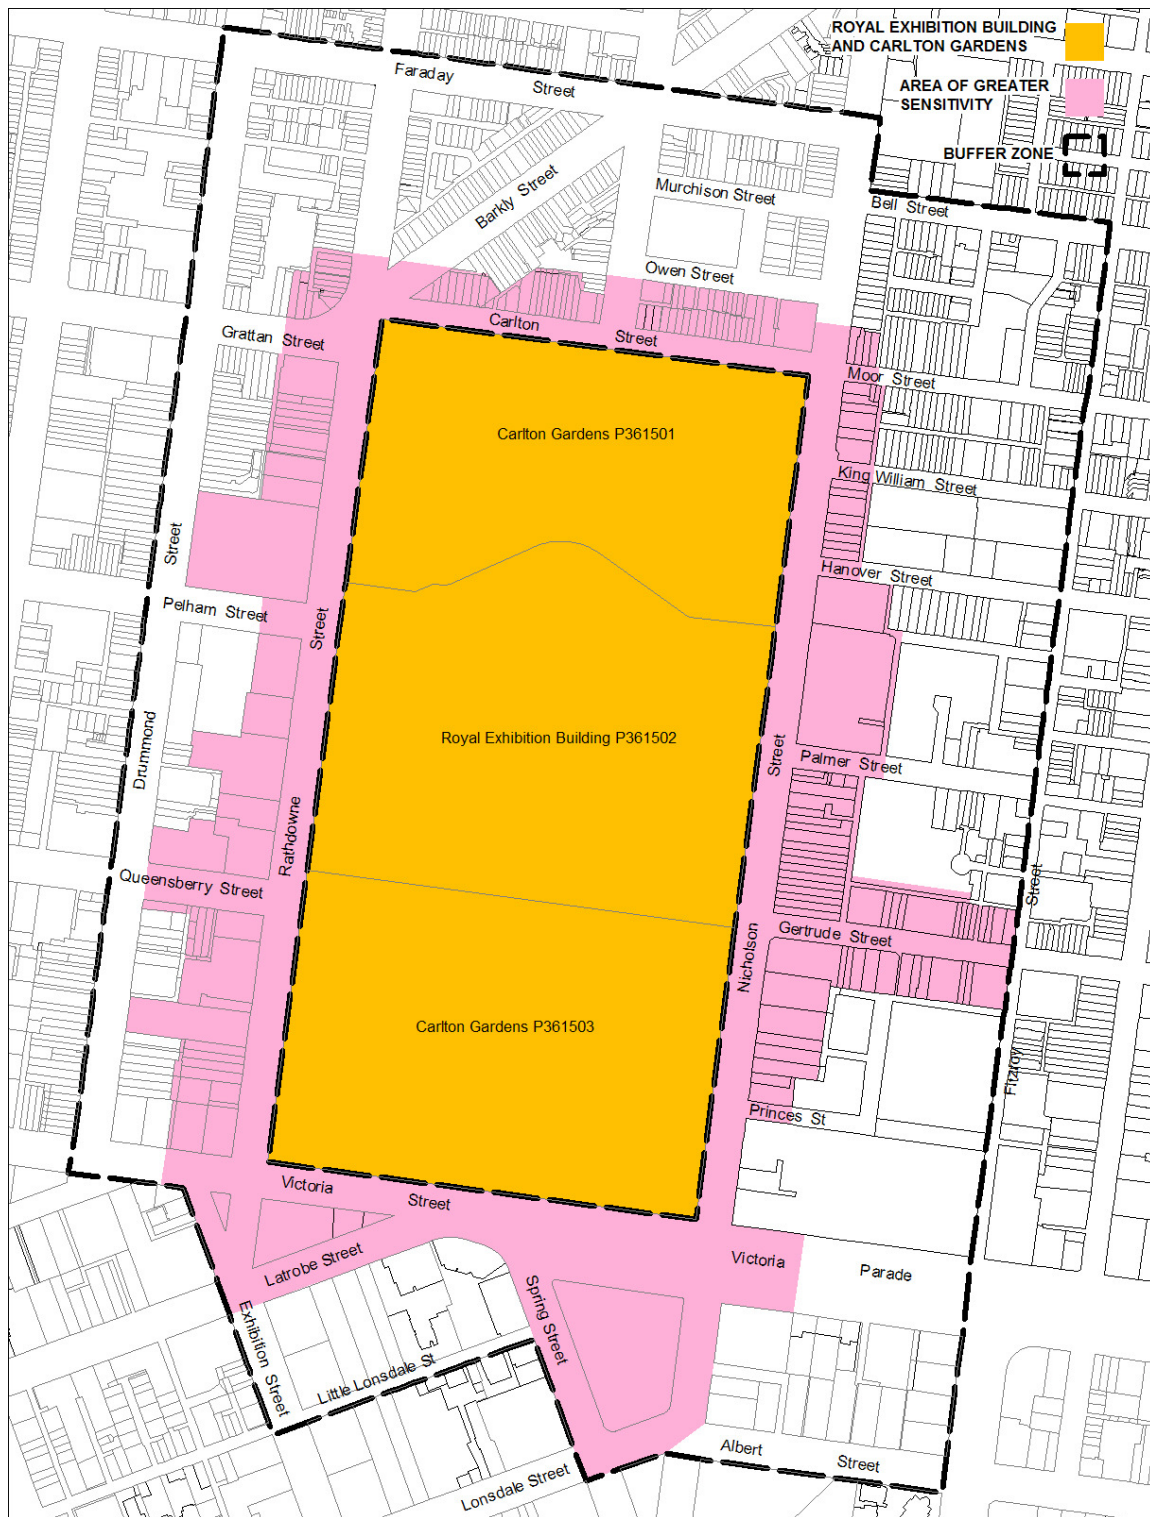 ROYAL EXHIBITION BUILDING
AND CARLTON GARDENS
AREA OF GREATER
SENSITIVITY
BUFFER ZONE
Faraday Street
Barkly Street
Murchison Street
Bell Street
Owen Street
Carlton Street
Grattan Street
Moor Street
Carlton Gardens P361501
King William Street
Hanover Street
Street
Pelham Street
Street
Drummond
Royal Exhibition Building P361502
Street
Palmer Street
Rathdowne
Queensberry Street
Street
Gertrude Street
Nicholson
Carlton Gardens P361503
Fitzroy
Princes St
Victoria Street
Victoria Parade
Latrobe Street
Spring Street
Exhibition Street
Little Lonsdale St
Albert Street
Lonsdale Street